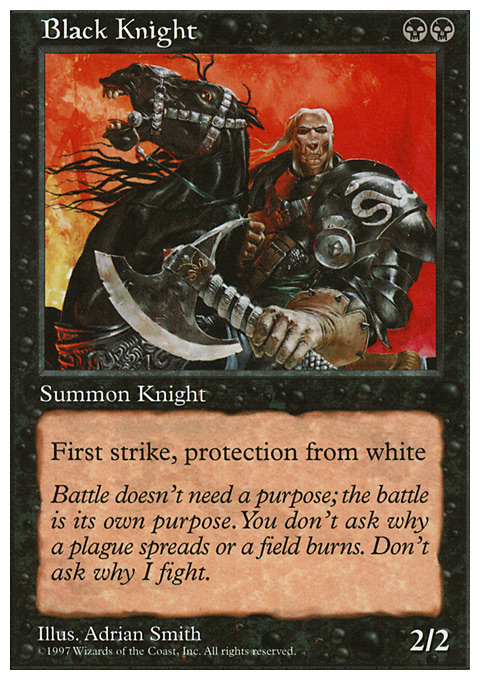 Black Knight
Summon Knight
First strike, protection from white
Battle doesn't need a purpose; the battle
is its own purpose. You don't ask why
a plague spreads or a field burns. Don't
ask why I fight.
Illus. Adrian Smith
2/2
©1997 Wizards of the Coast, Inc. All rights reserved.